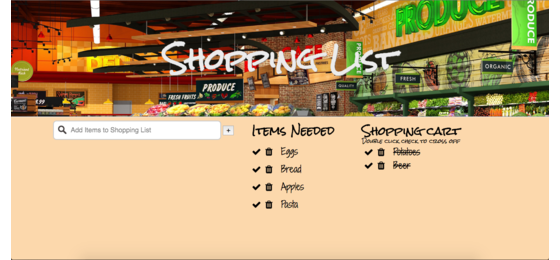 PRODUCE
PRODUCE
Shopping List
PRODUCE
ORGANIC
FRESH
QUALITY
PRODUCE
FRESH FRUITS
Add Items to Shopping List
+
Items Needed
Eggs
Bread
Apples
Pasta
Shopping cart
Double click check to cross off
Potatoes
Beer